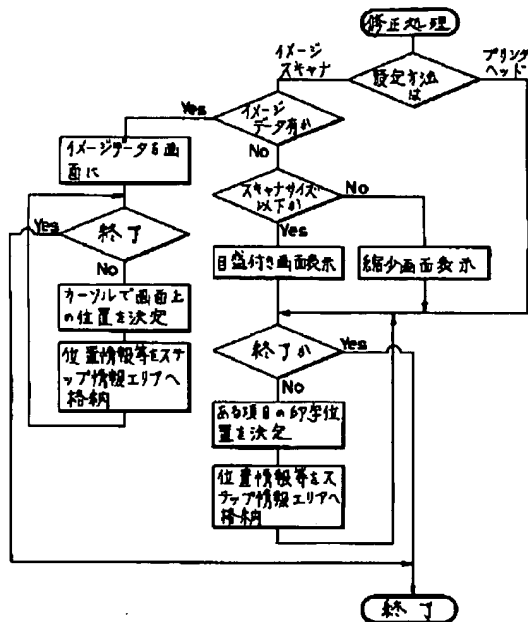 修正処理
イメージ
スキャナ
プリンタ
ヘッド
設定方法
は
Yes
イメージ
データ有か
No
イメージデータを画
面に
スキャナサイズ
以下か
No
Yes
Yes
終了
No
目盛付き画面表示
縮少画面表示
カーソルで画面上
の位置を決定
終了か
Yes
No
位置情報等をステ
ップ情報エリアへ
格納
ある項目の印字位
置を決定
位置情報等をス
テップ情報エリアへ
格納
終了